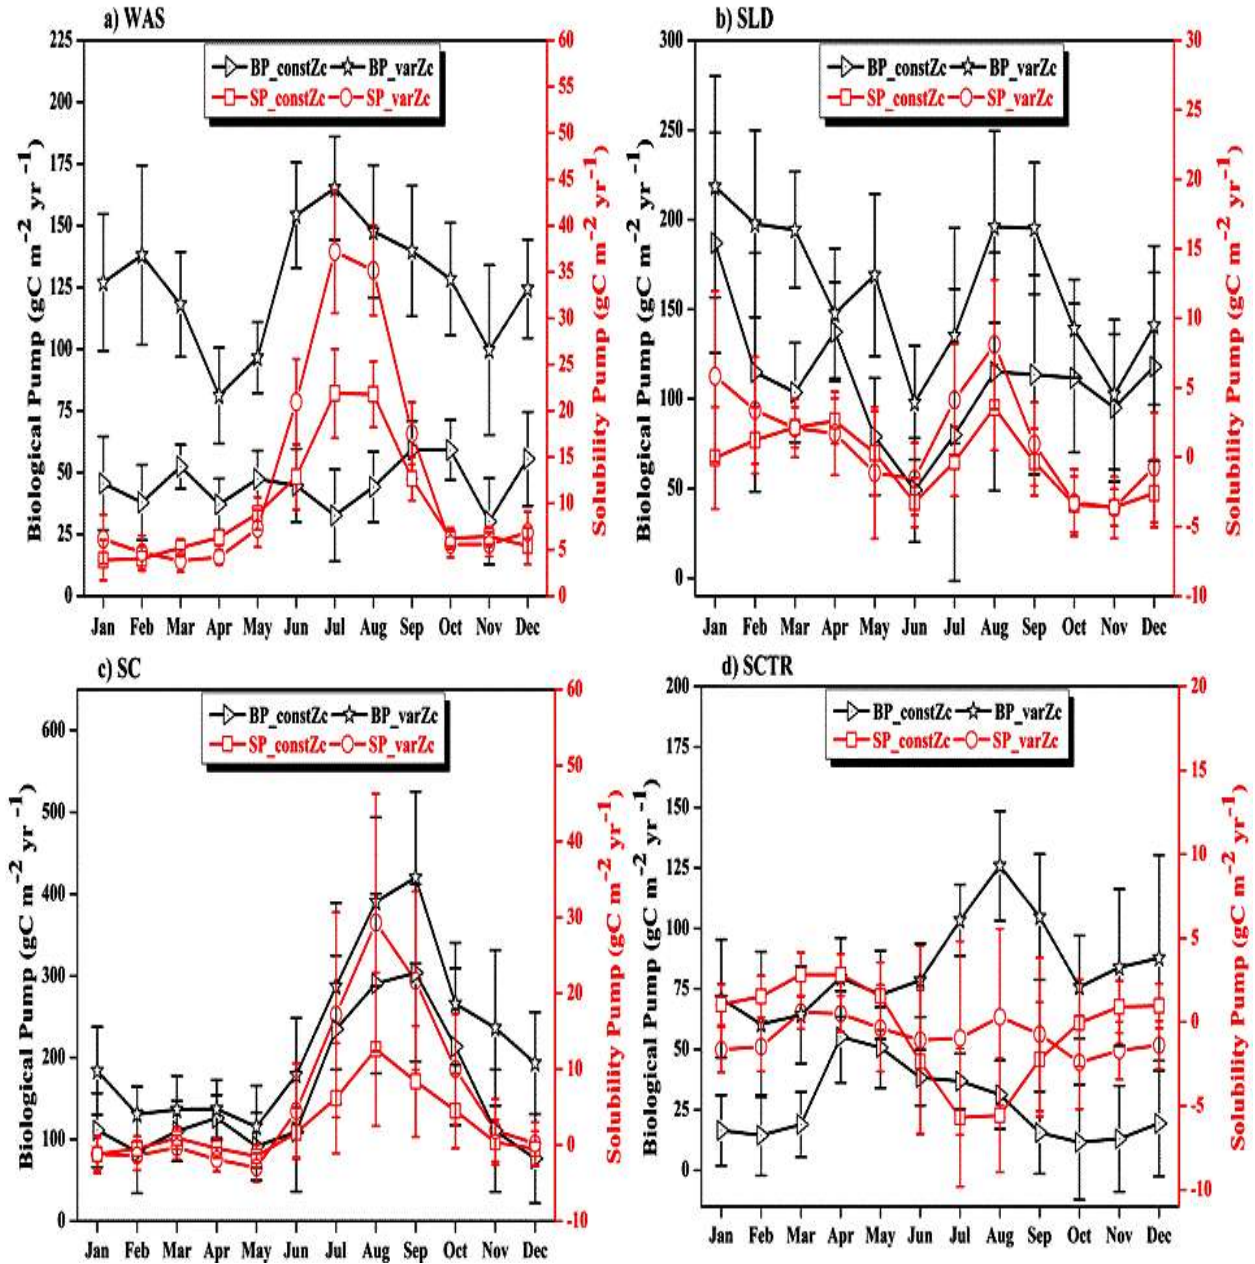 a) WAS
BP_constZc BP_varZc
SP_constZc SP_varZc
225
200
175
150
125
100
75
50
25
0
Biological Pump (gC m⁻² yr⁻¹)
60
55
50
45
40
35
30
25
20
15
10
5
0
Solubility Pump (gC m⁻² yr⁻¹)
Jan Feb Mar Apr May Jun Jul Aug Sep Oct Nov Dec
b) SLD
BP_constZc BP_varZc
SP_constZc SP_varZc
300
250
200
150
100
50
0
Biological Pump (gC m⁻² yr⁻¹)
30
25
20
15
10
5
0
-5
-10
Solubility Pump (gC m⁻² yr⁻¹)
Jan Feb Mar Apr May Jun Jul Aug Sep Oct Nov Dec
c) SC
BP_constZc BP_varZc
SP_constZc SP_varZc
600
500
400
300
200
100
0
Biological Pump (gC m⁻² yr⁻¹)
60
50
40
30
20
10
0
-10
Solubility Pump (gC m⁻² yr⁻¹)
Jan Feb Mar Apr May Jun Jul Aug Sep Oct Nov Dec
d) SCTR
BP_constZc BP_varZc
SP_constZc SP_varZc
200
175
150
125
100
75
50
25
0
Biological Pump (gC m⁻² yr⁻¹)
20
15
10
5
0
-5
-10
Solubility Pump (gC m⁻² yr⁻¹)
Jan Feb Mar Apr May Jun Jul Aug Sep Oct Nov Dec